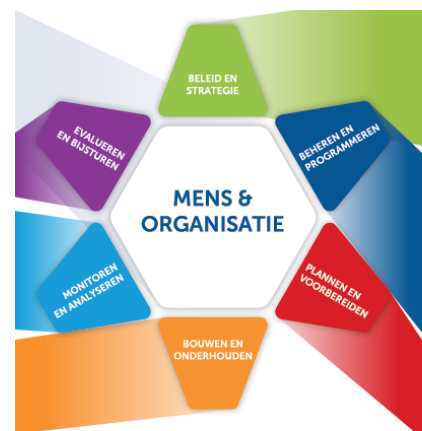 BELEID EN
STRATEGIE
BEHEREN EN
PROGRAMMEREN
PLANNEN EN
VOORBEREIDEN
BOUWEN EN
ONDERHOUDEN
MONITOREN
EN ANALYSEREN
EVALUEREN
EN BIJSTUREN
MENS &
ORGANISATIE